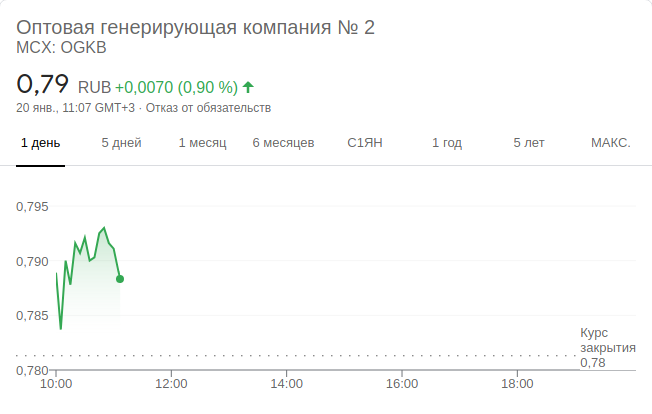 Оптовая генерирующая компания № 2
MCX: OGKB
0,79 RUB +0,0070 (0,90 %)
20 янв., 11:07 GMT+3 · Отказ от обязательств
1 день 5 дней 1 месяц 6 месяцев С1ЯН 1 год 5 лет МАКС.
0,795
0,790
0,785
Курс
закрытия
0,78
0,780
10:00 12:00 14:00 16:00 18:00